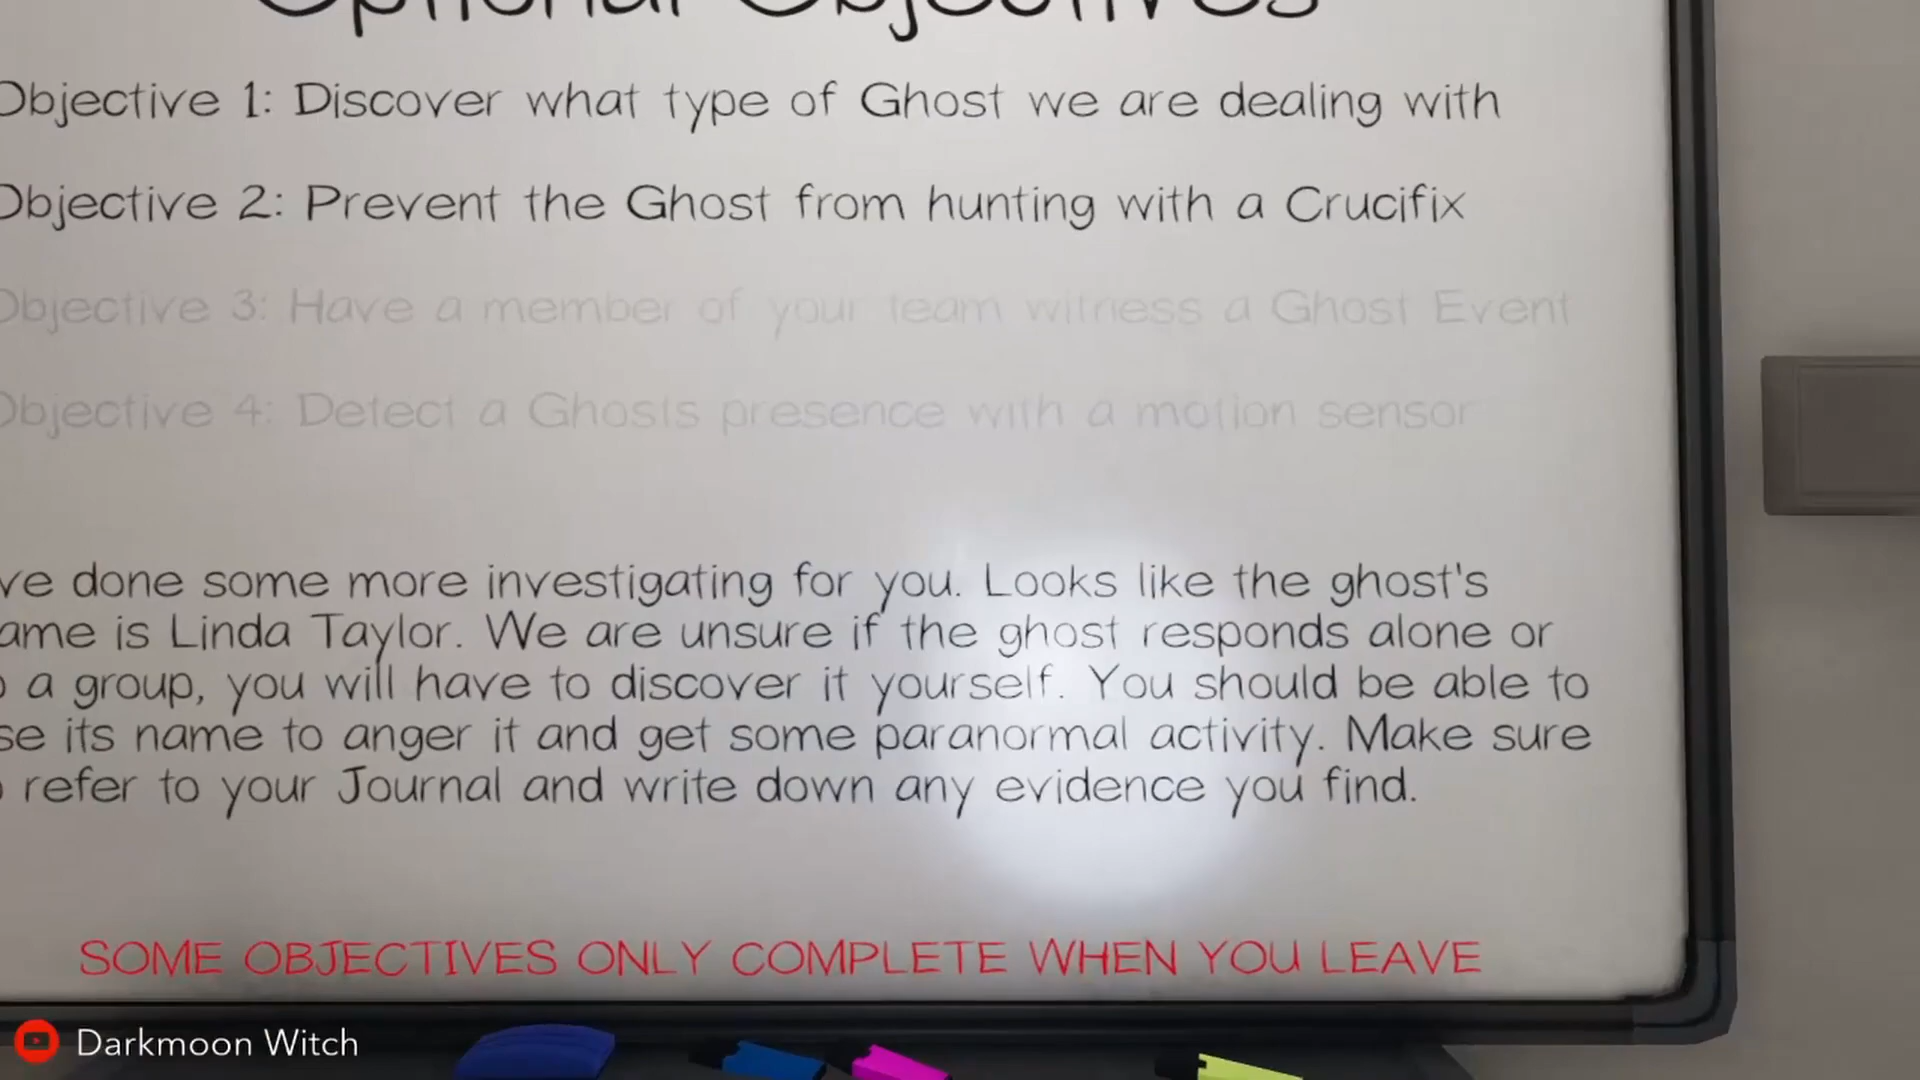 Optional Objectives
Objective 1: Discover what type of Ghost we are dealing with
Objective 2: Prevent the Ghost from hunting with a Crucifix
Objective 3: Have a member of your team witness a Ghost Event
Objective 4: Detect a Ghosts presence with a motion sensor
ve done some more investigating for you. Looks like the ghost's
ame is Linda Taylor. We are unsure if the ghost responds alone or
o a group, you will have to discover it yourself. You should be able to
se its name to anger it and get some paranormal activity. Make sure
o refer to your Journal and write down any evidence you find.
SOME OBJECTIVES ONLY COMPLETE WHEN YOU LEAVE
Darkmoon Witch